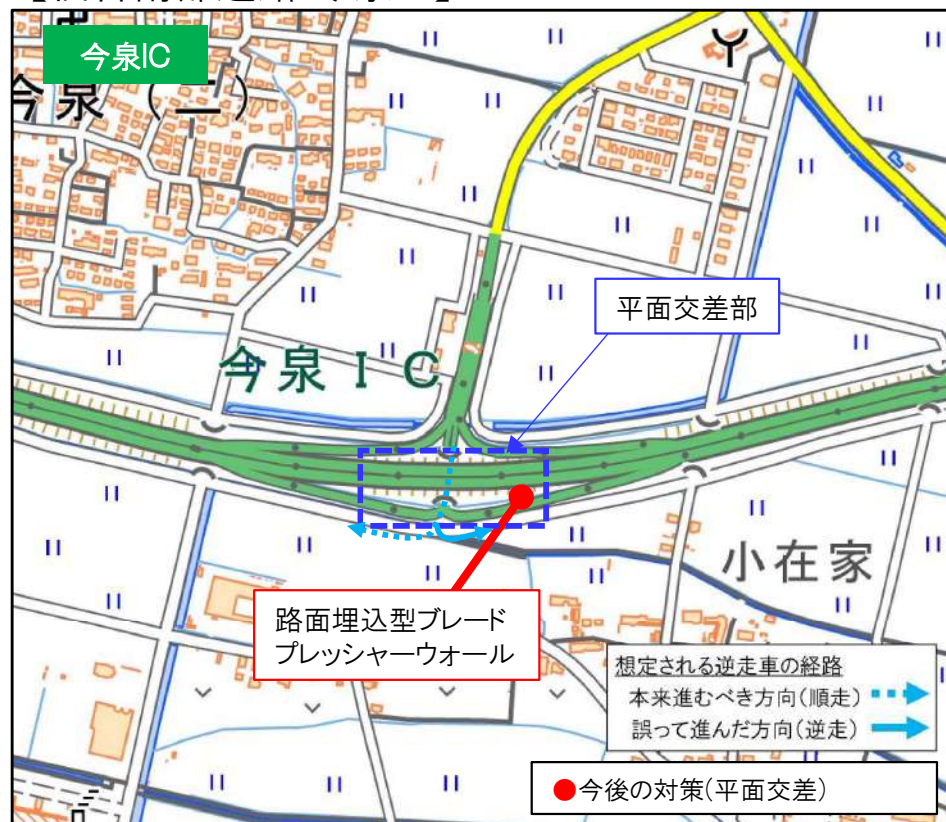 今泉IC
今泉(二)
平面交差部
今泉IC
小在家
路面埋込型ブレード
プレッシャーウォール
想定される逆走車の経路
本来進むべき方向(順走)
誤って進んだ方向(逆走)
●今後の対策(平面交差)